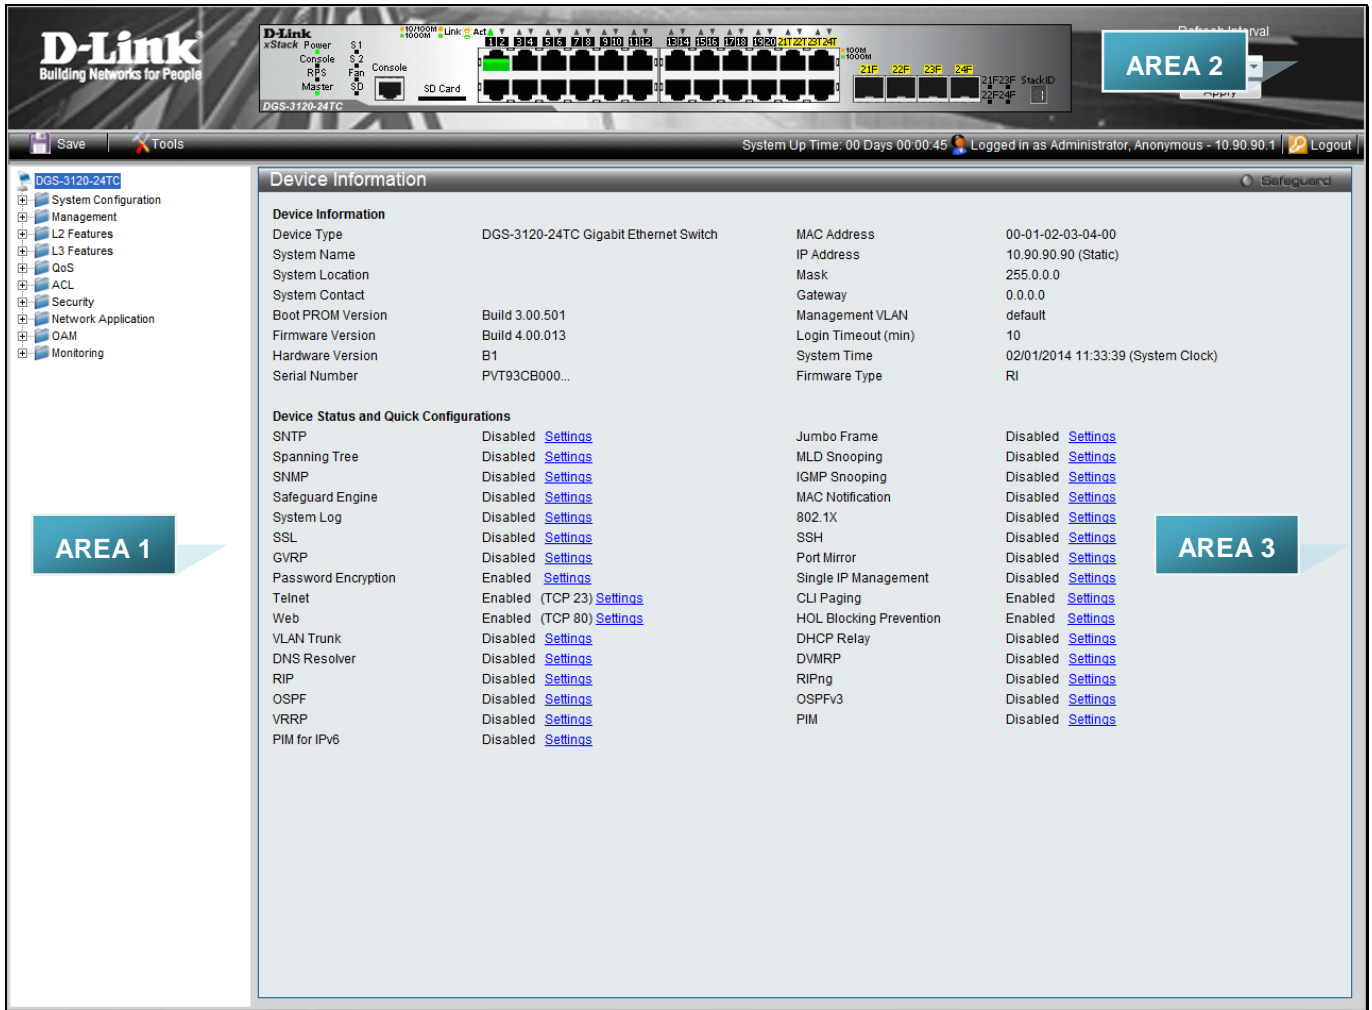 D-Link
Building Networks for People
D-Link
xStack Power S1
Console S2
RPS Fan
Master SD
Console
SD Card
DGS-3120-24TC
10/100M Link Act
1000M
1 2 3 4 5 6 7 8 9 10 11 12 13 14 15 16 17 18 19 20 21T 22T 23T 24T
100M
1000M
21F 22F 23F 24F
21F23F StackID
22F24F
Refresh Interval
AREA 2
Apply
Save Tools
System Up Time: 00 Days 00:00:45 Logged in as Administrator, Anonymous - 10.90.90.1 Logout
DGS-3120-24TC
System Configuration
Management
L2 Features
L3 Features
QoS
ACL
Security
Network Application
OAM
Monitoring
AREA 1
Device Information Safeguard
Device Information
Device Type DGS-3120-24TC Gigabit Ethernet Switch MAC Address 00-01-02-03-04-00
System Name IP Address 10.90.90.90 (Static)
System Location Mask 255.0.0.0
System Contact Gateway 0.0.0.0
Boot PROM Version Build 3.00.501 Management VLAN default
Firmware Version Build 4.00.013 Login Timeout (min) 10
Hardware Version B1 System Time 02/01/2014 11:33:39 (System Clock)
Serial Number PVT93CB000... Firmware Type RI
Device Status and Quick Configurations
SNTP Disabled Settings Jumbo Frame Disabled Settings
Spanning Tree Disabled Settings MLD Snooping Disabled Settings
SNMP Disabled Settings IGMP Snooping Disabled Settings
Safeguard Engine Disabled Settings MAC Notification Disabled Settings
System Log Disabled Settings 802.1X Disabled Settings
SSL Disabled Settings SSH Disabled Settings
GVRP Disabled Settings Port Mirror Disabled Settings
Password Encryption Enabled Settings Single IP Management Disabled Settings
Telnet Enabled (TCP 23) Settings CLI Paging Enabled Settings
Web Enabled (TCP 80) Settings HOL Blocking Prevention Enabled Settings
VLAN Trunk Disabled Settings DHCP Relay Disabled Settings
DNS Resolver Disabled Settings DVMRP Disabled Settings
RIP Disabled Settings RIPng Disabled Settings
OSPF Disabled Settings OSPFv3 Disabled Settings
VRRP Disabled Settings PIM Disabled Settings
PIM for IPv6 Disabled Settings
AREA 3